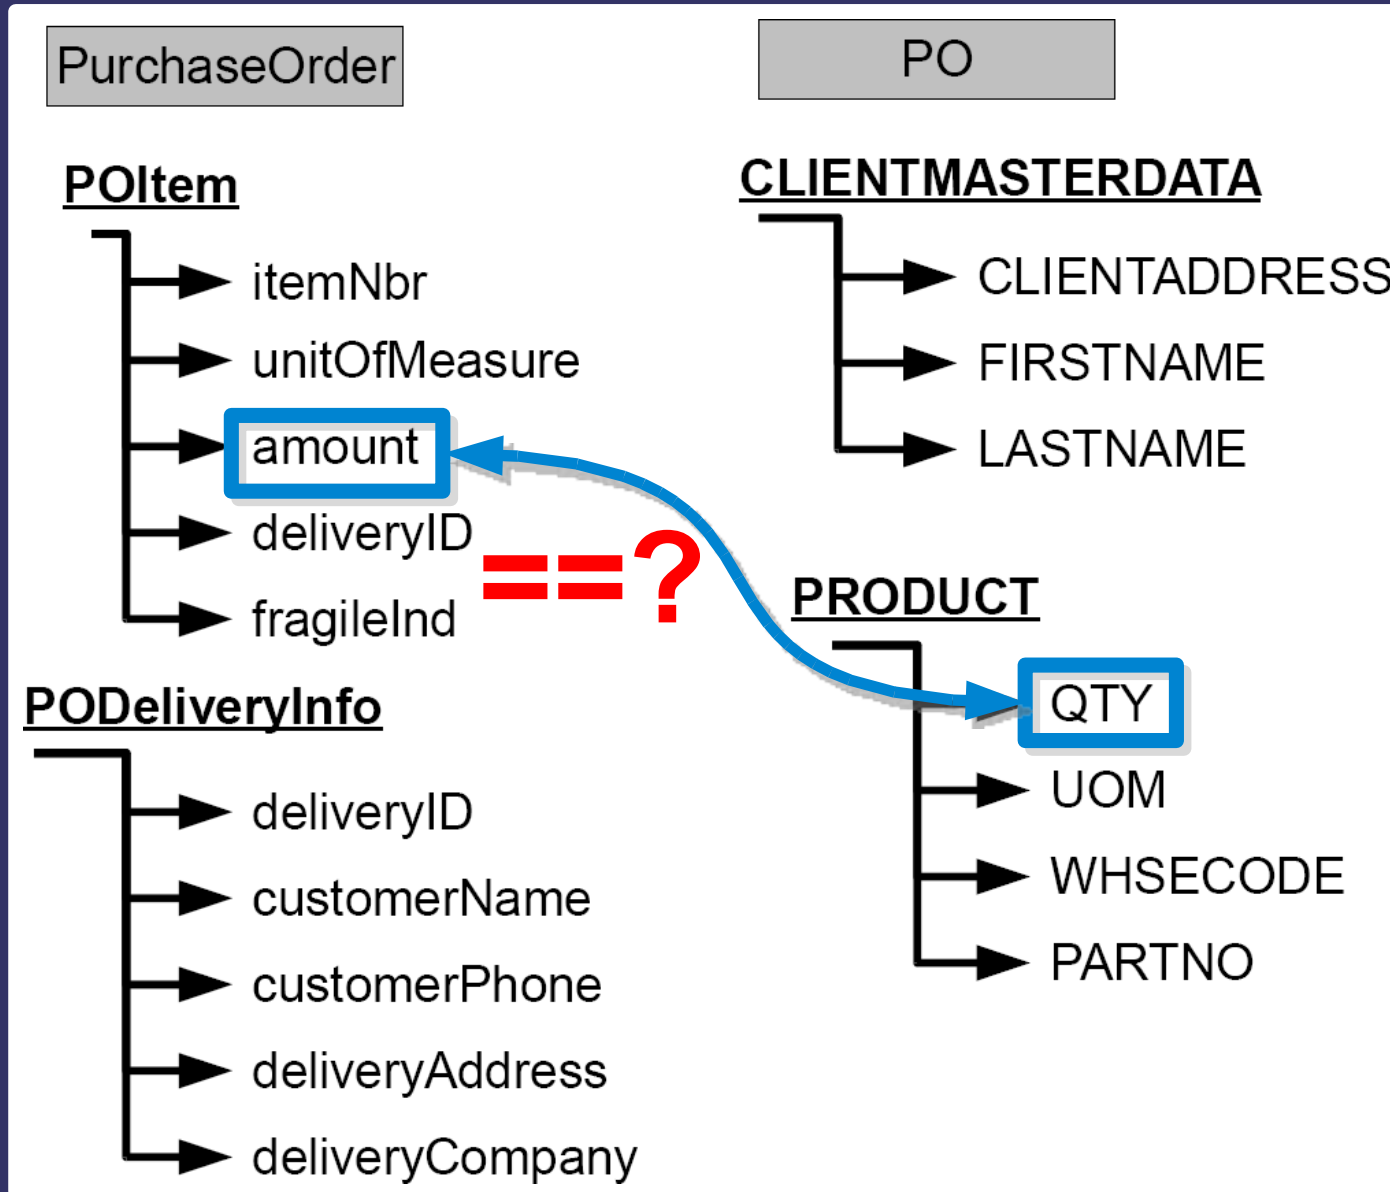 PurchaseOrder
POItem
itemNbr
unitOfMeasure
amount
deliveryID
fragileInd
PODeliveryInfo
deliveryID
customerName
customerPhone
deliveryAddress
deliveryCompany
==?
PO
CLIENTMASTERDATA
CLIENTADDRESS
FIRSTNAME
LASTNAME
PRODUCT
QTY
UOM
WHSECODE
PARTNO